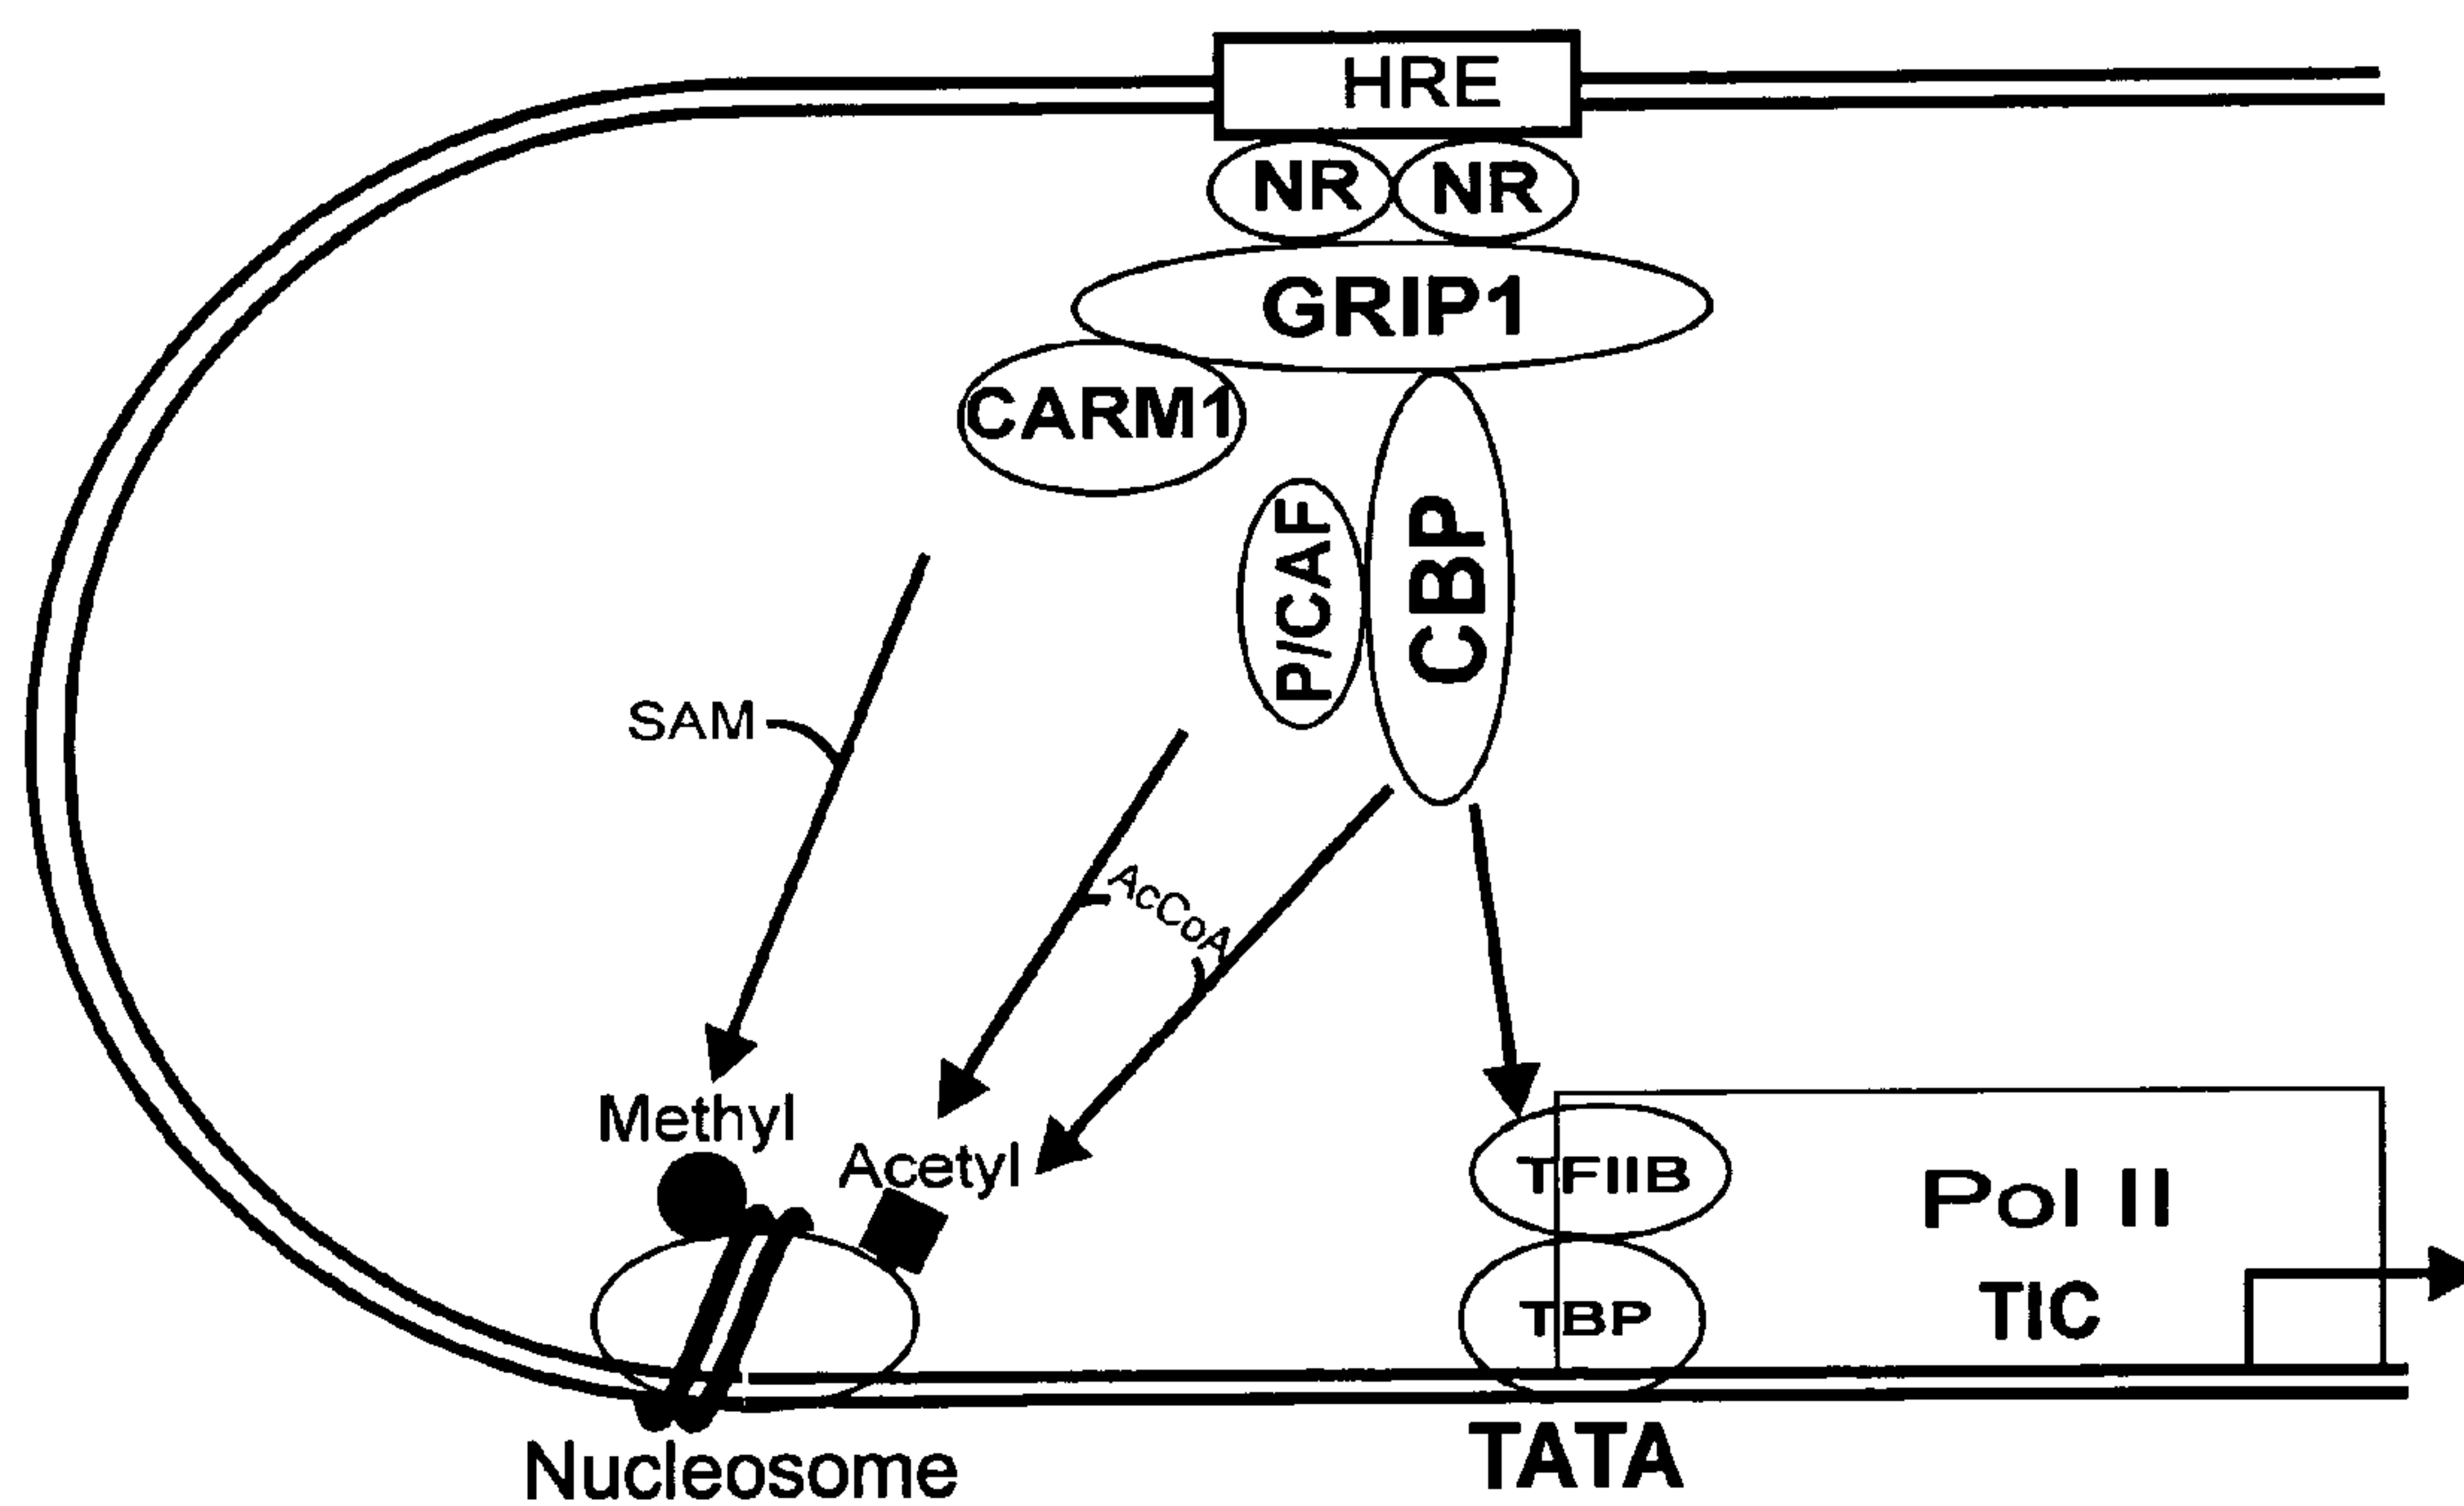 HRE
NR NR
GRIP1
CARM1
P/CAF
CBP
SAM
AcCoA
Methyl
Acetyl
TFIIB
Pol II
TBP
TIC
TATA
Nucleosome